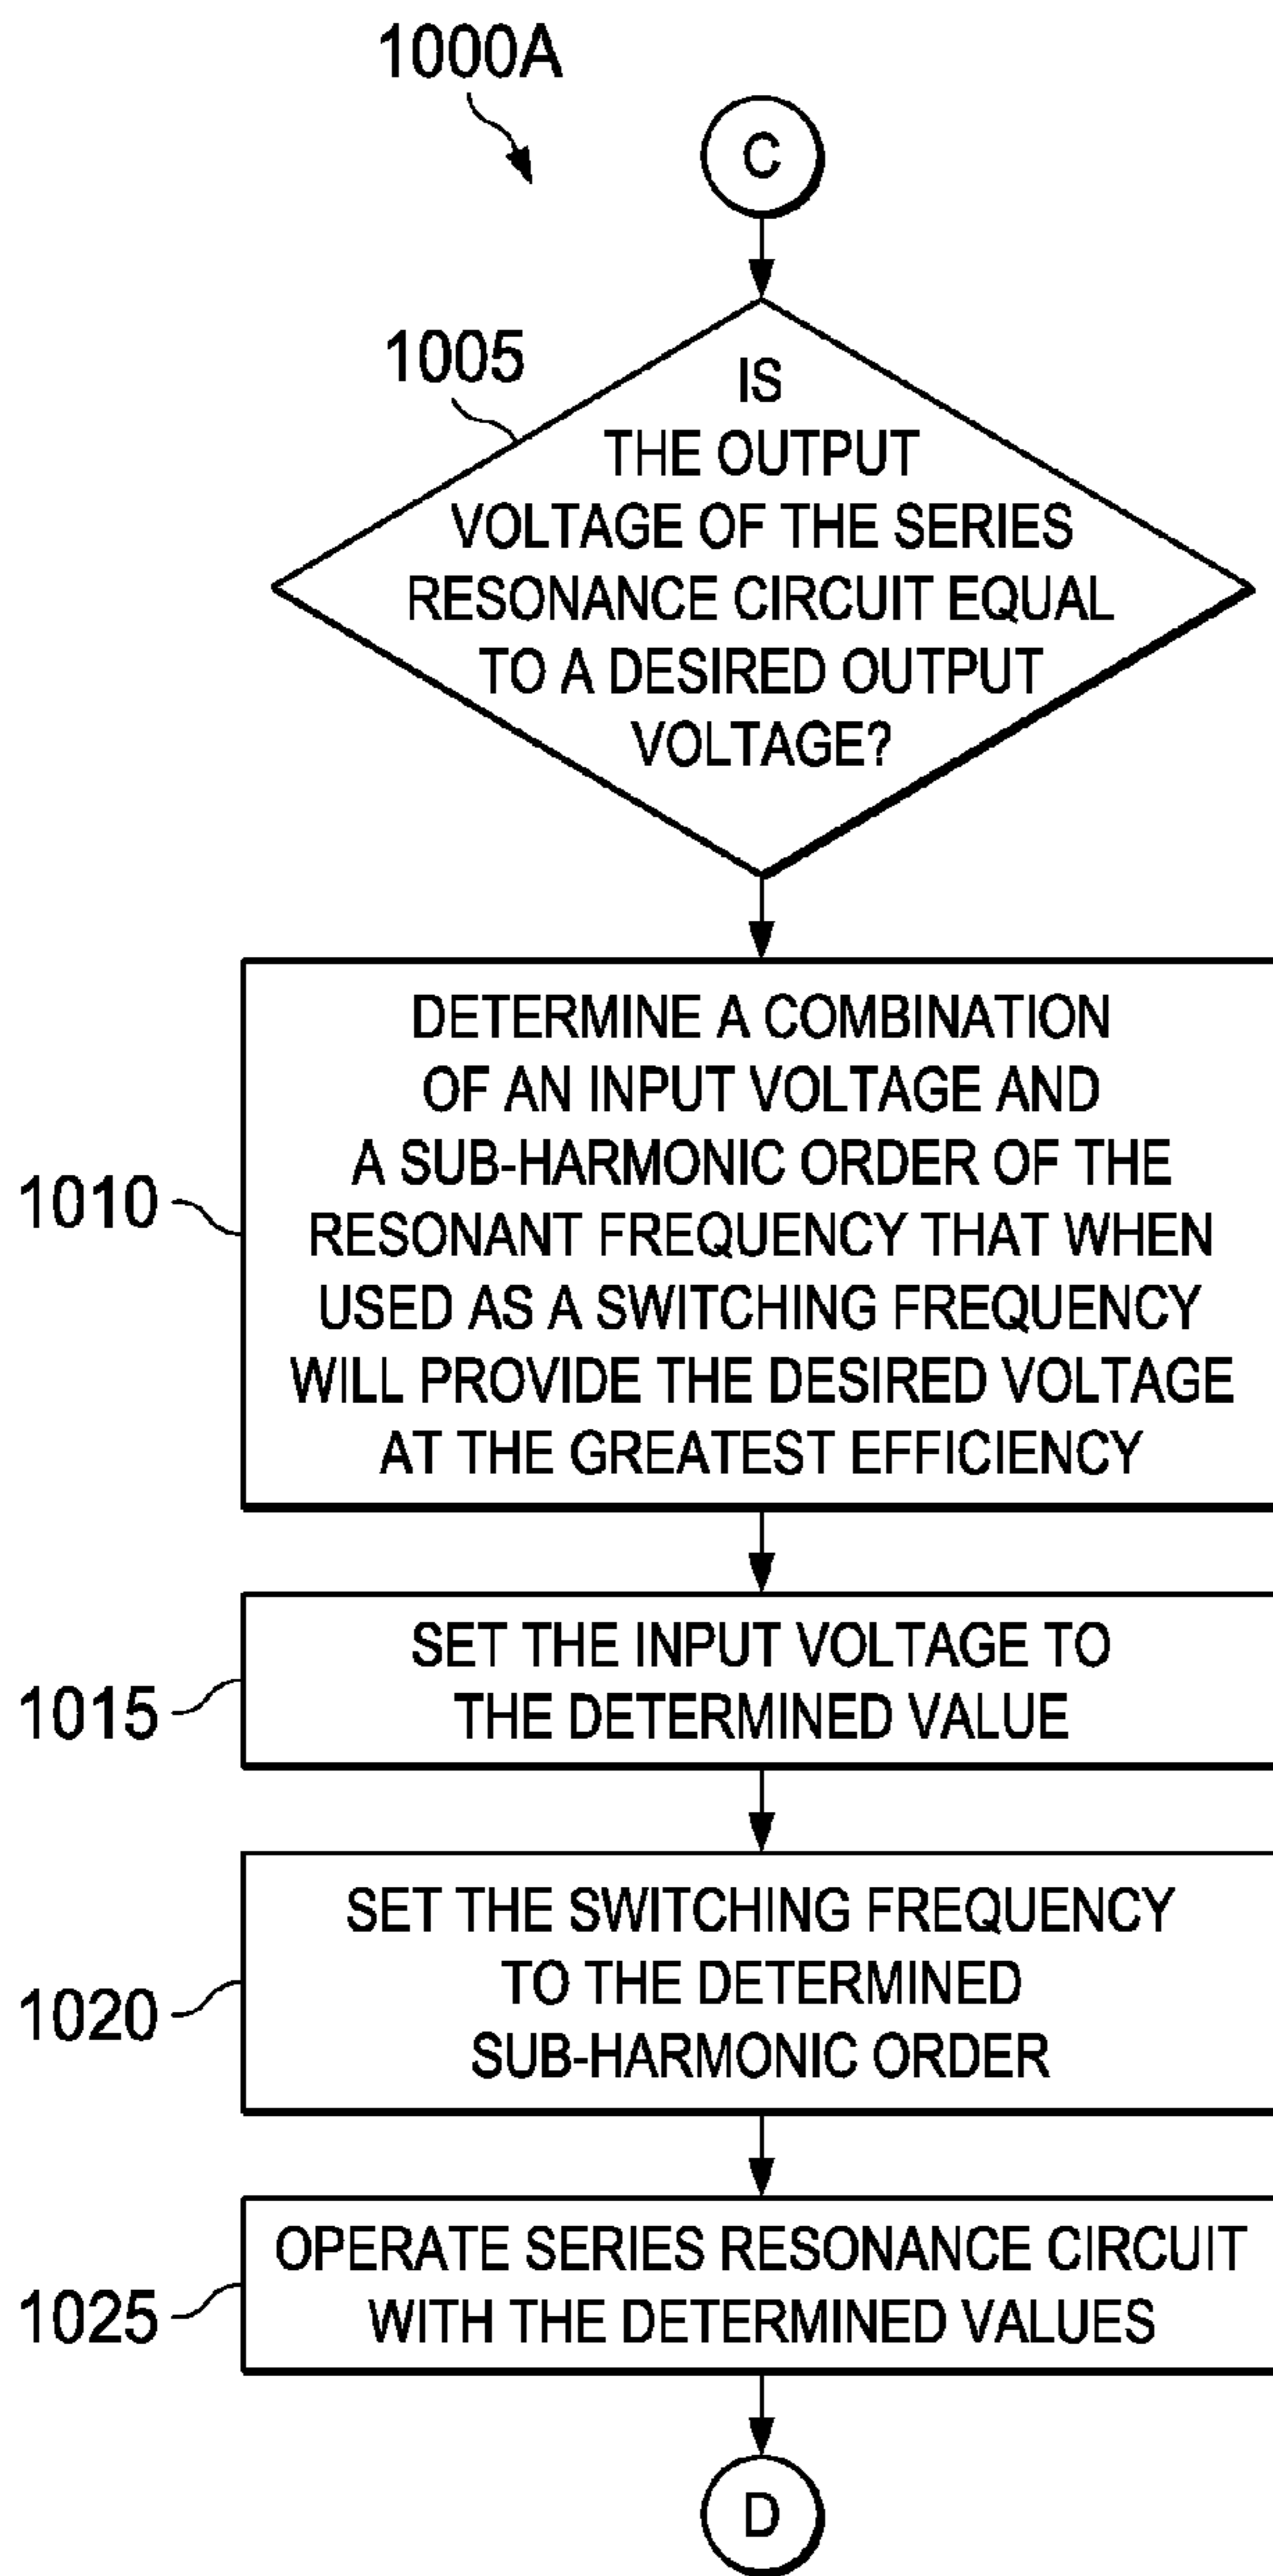 1000A
C
1005
IS
THE OUTPUT
VOLTAGE OF THE SERIES
RESONANCE CIRCUIT EQUAL
TO A DESIRED OUTPUT
VOLTAGE?
1010
DETERMINE A COMBINATION
OF AN INPUT VOLTAGE AND
A SUB-HARMONIC ORDER OF THE
RESONANT FREQUENCY THAT WHEN
USED AS A SWITCHING FREQUENCY
WILL PROVIDE THE DESIRED VOLTAGE
AT THE GREATEST EFFICIENCY
1015
SET THE INPUT VOLTAGE TO
THE DETERMINED VALUE
1020
SET THE SWITCHING FREQUENCY
TO THE DETERMINED
SUB-HARMONIC ORDER
1025
OPERATE SERIES RESONANCE CIRCUIT
WITH THE DETERMINED VALUES
D